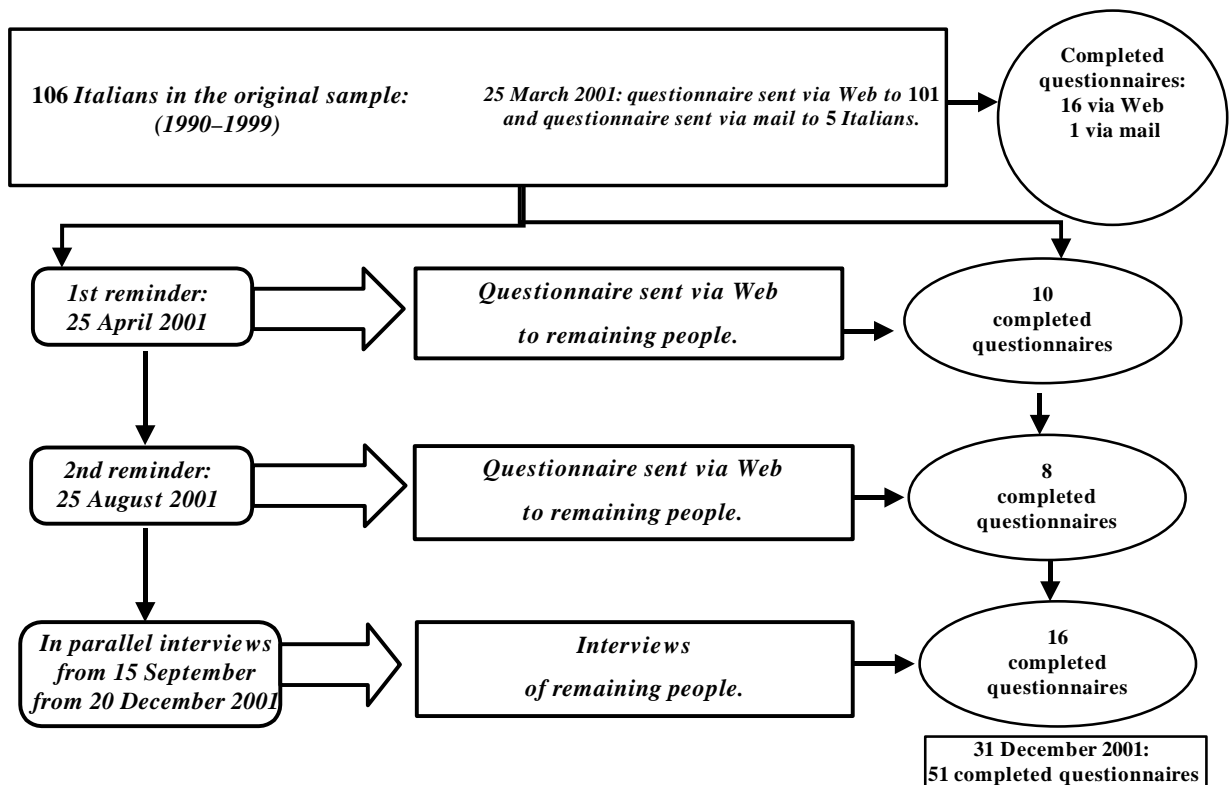 106 Italians in the original sample:
(1990–1999)
25 March 2001: questionnaire sent via Web to 101
and questionnaire sent via mail to 5 Italians.
Completed
questionnaires:
16 via Web
1 via mail
1st reminder:
25 April 2001
Questionnaire sent via Web
to remaining people.
10
completed
questionnaires
2nd reminder:
25 August 2001
Questionnaire sent via Web
to remaining people.
8
completed
questionnaires
In parallel interviews
from 15 September
from 20 December 2001
Interviews
of remaining people.
16
completed
questionnaires
31 December 2001:
51 completed questionnaires